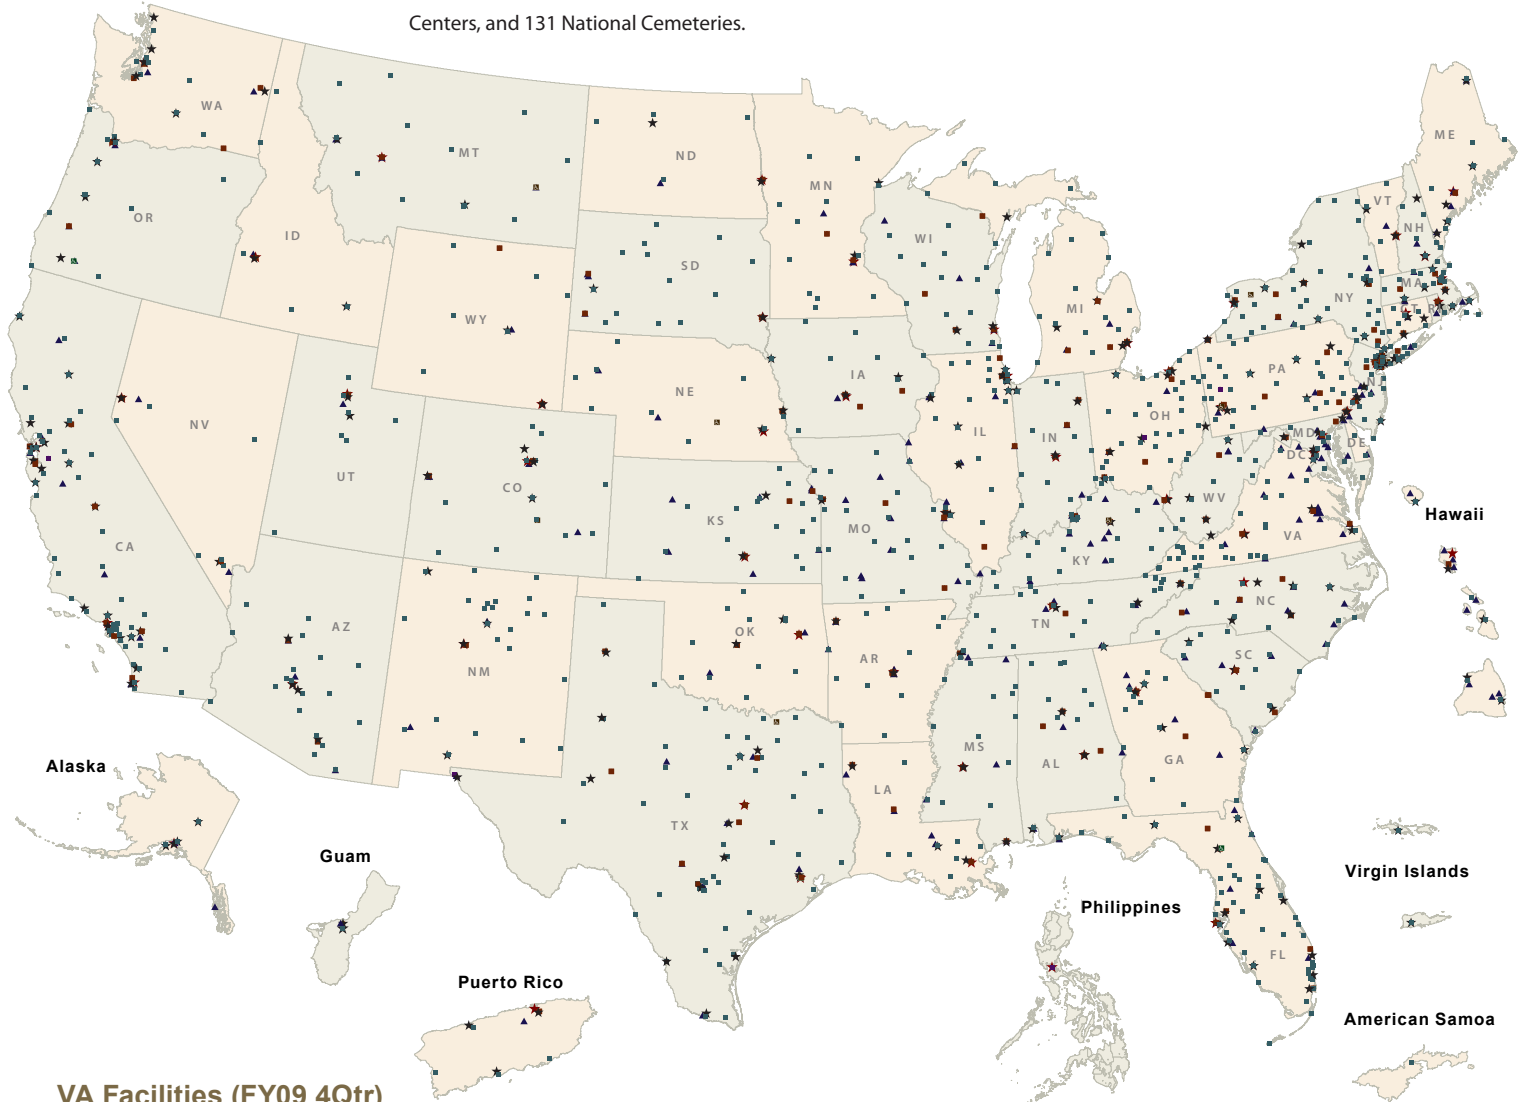 Centers, and 131 National Cemeteries.
WA
MT
ND
MN
ME
OR
ID
SD
WI
VT
NH
WY
MI
NY
MA
CT RI
IA
NE
PA
NJ
NV
UT
CO
IL
IN
OH
MD
DE
DC
WV
KS
MO
KY
VA
Hawaii
CA
AZ
NM
OK
AR
TN
NC
SC
MS
AL
GA
Alaska
LA
TX
Guam
Virgin Islands
Philippines
FL
Puerto Rico
American Samoa
VA Facilities (FY09 4Qtr)